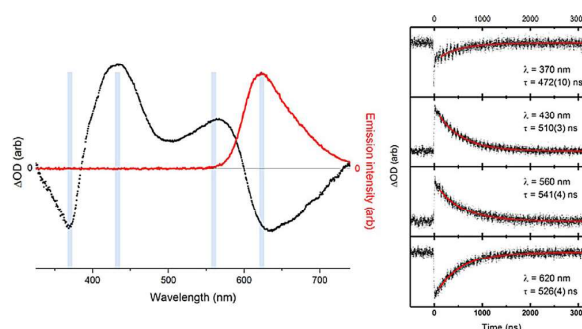 ΔOD (arb)
0
400
500
600
700
Wavelength (nm)
Emission intensity
(arb)
0
0 1000 2000 3000
λ = 370 nm
τ = 472(10) ns
λ = 430 nm
τ = 510(3) ns
ΔOD (arb)
λ = 560 nm
τ = 541(4) ns
λ = 620 nm
τ = 526(4) ns
0 1000 2000
Time (ns)